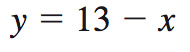 y = 13 − x